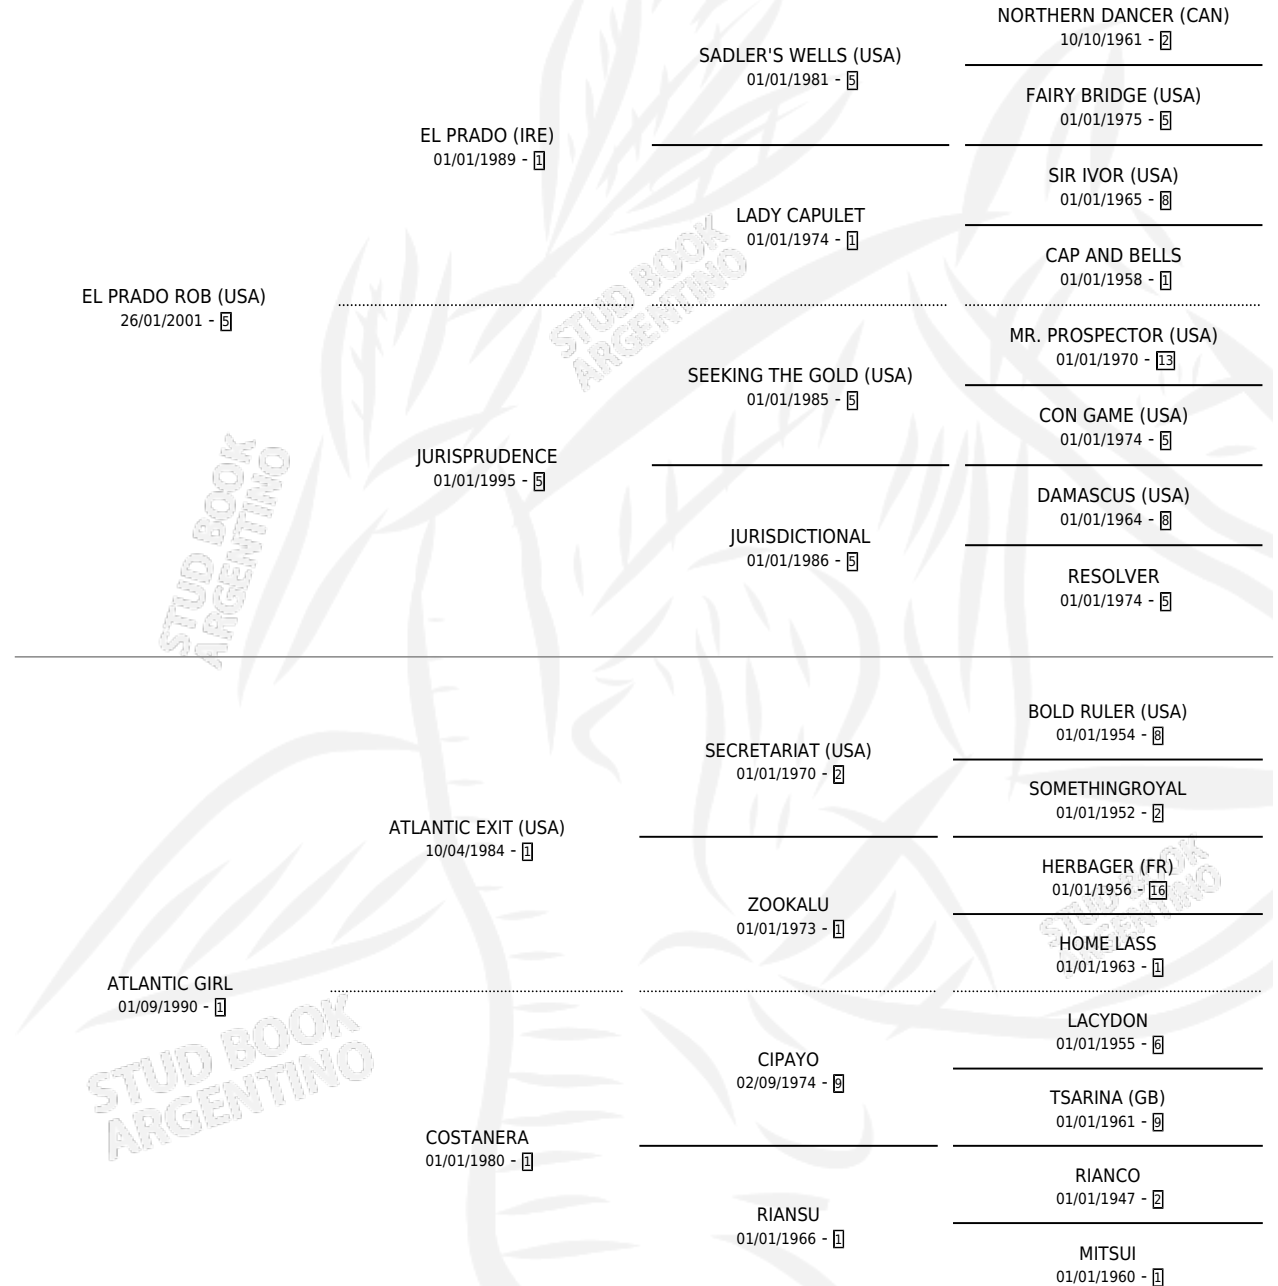 NORTHERN DANCER (CAN)
10/10/1961 - 2
SADLER'S WELLS (USA)
01/01/1981 - 5
FAIRY BRIDGE (USA)
01/01/1975 - 5
EL PRADO (IRE)
01/01/1989 - 1
SIR IVOR (USA)
01/01/1965 - 8
LADY CAPULET
01/01/1974 - 1
CAP AND BELLS
01/01/1958 - 1
EL PRADO ROB (USA)
26/01/2001 - 5
MR. PROSPECTOR (USA)
01/01/1970 - 13
SEEKING THE GOLD (USA)
01/01/1985 - 5
CON GAME (USA)
01/01/1974 - 5
JURISPRUDENCE
01/01/1995 - 5
DAMASCUS (USA)
01/01/1964 - 8
JURISDICTIONAL
01/01/1986 - 5
RESOLVER
01/01/1974 - 5
BOLD RULER (USA)
01/01/1954 - 8
SECRETARIAT (USA)
01/01/1970 - 2
SOMETHINGROYAL
01/01/1952 - 2
ATLANTIC EXIT (USA)
10/04/1984 - 1
HERBAGER (FR)
01/01/1956 - 16
ZOOKALU
01/01/1973 - 1
HOME LASS
01/01/1963 - 1
ATLANTIC GIRL
01/09/1990 - 1
LACYDON
01/01/1955 - 6
CIPAYO
02/09/1974 - 9
TSARINA (GB)
01/01/1961 - 9
COSTANERA
01/01/1980 - 1
RIANCO
01/01/1947 - 2
RIANSU
01/01/1966 - 1
MITSUI
01/01/1960 - 1
STUD BOOK
ARGENTINO
STUD BOOK
ARGENTINO
STUD BOOK
ARGENTINO
STUD BOOK
ARGENTINO